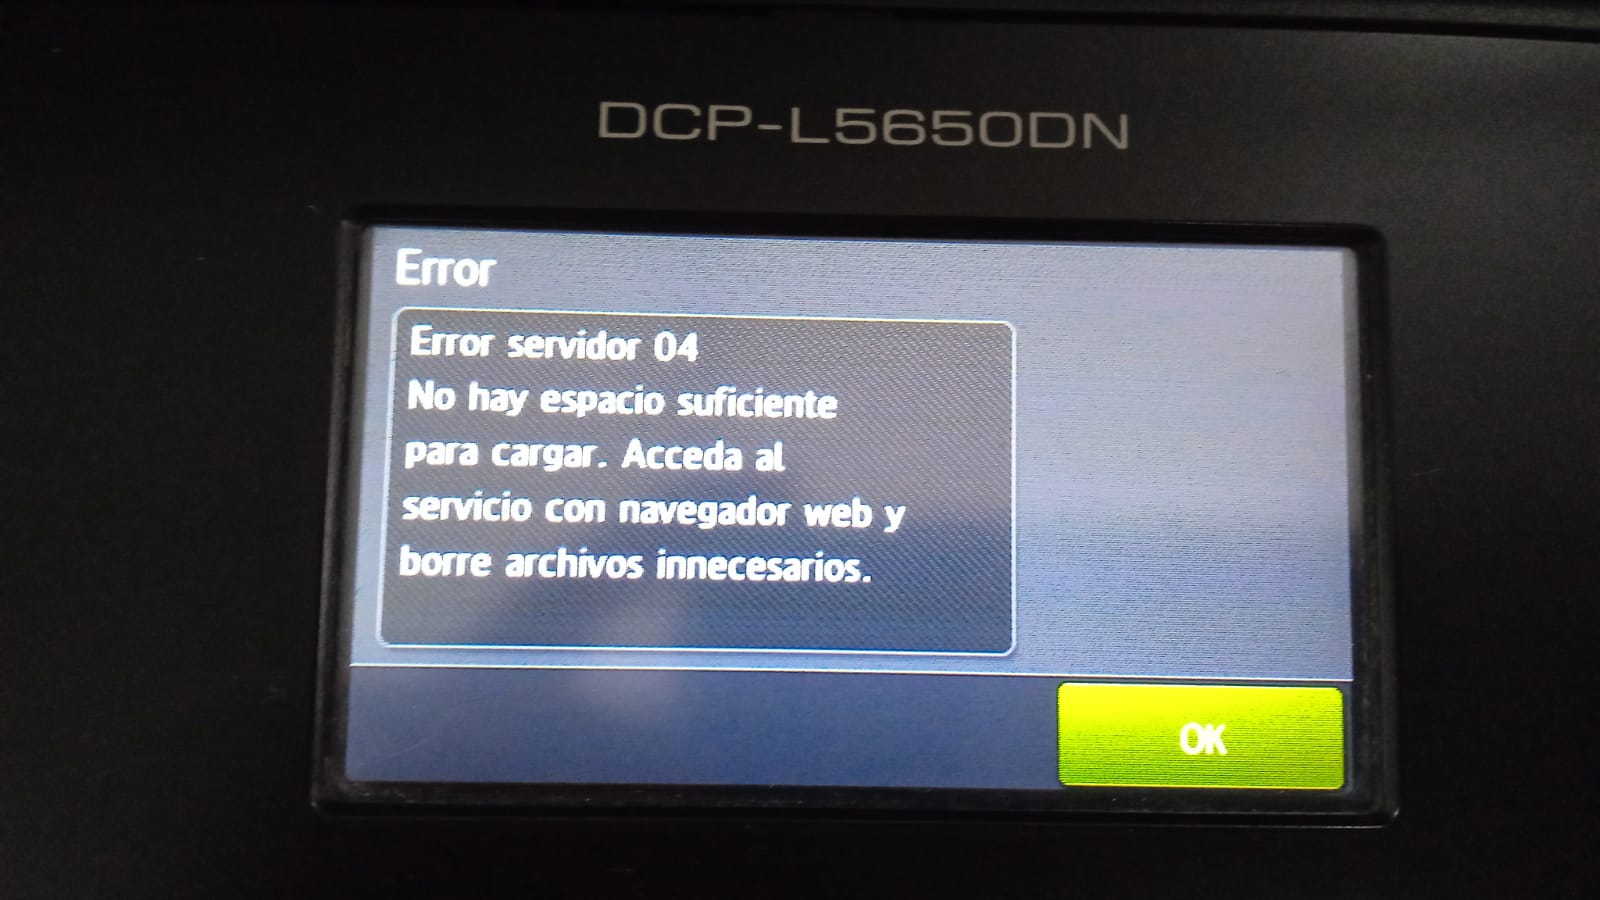 DCP-L5650DN
Error
Error servidor 04
No hay espacio suficiente
para cargar. Acceda al
servicio con navegador web y
borre archivos innecesarios.
OK